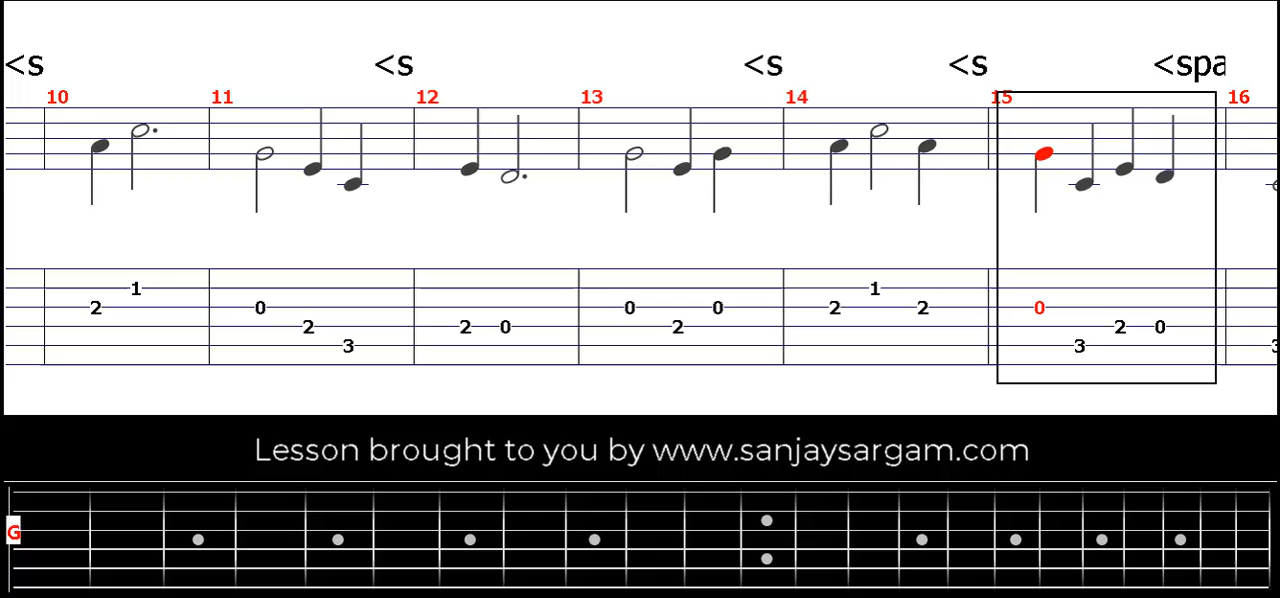 <s <s <s <s <spa
10 11 12 13 14 15 16
1 1
2 0 0 0 2 2 0
2 2 0 2 2 0
3 3 3
Lesson brought to you by www.sanjaysargam.com
G